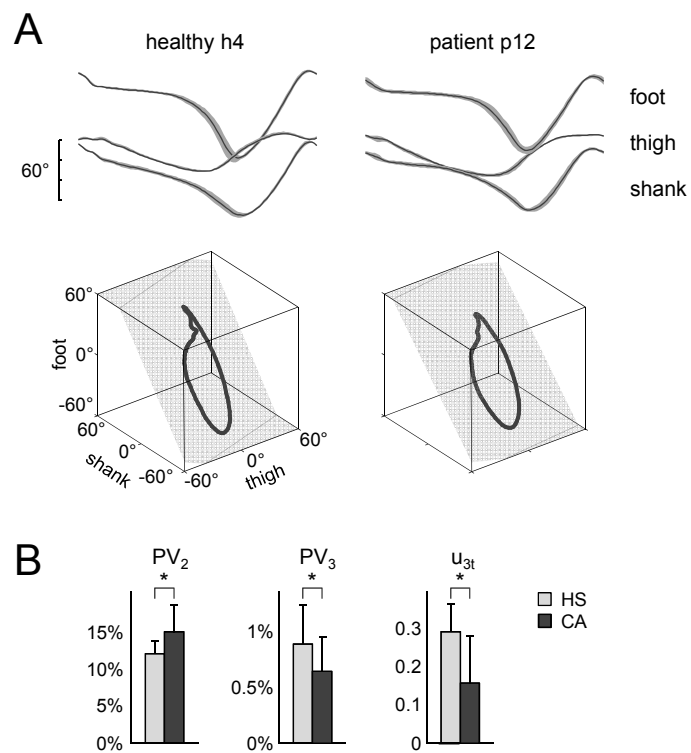 A
healthy h4
patient p12
foot
thigh
shank
60°
60°
0°
-60°
foot
60°
0°
-60°
shank
-60°
0°
60°
thigh
B
PV2
*
15%
10%
5%
0%
PV3
*
1%
0.5%
0%
u3t
*
0.3
0.2
0.1
0
HS
CA